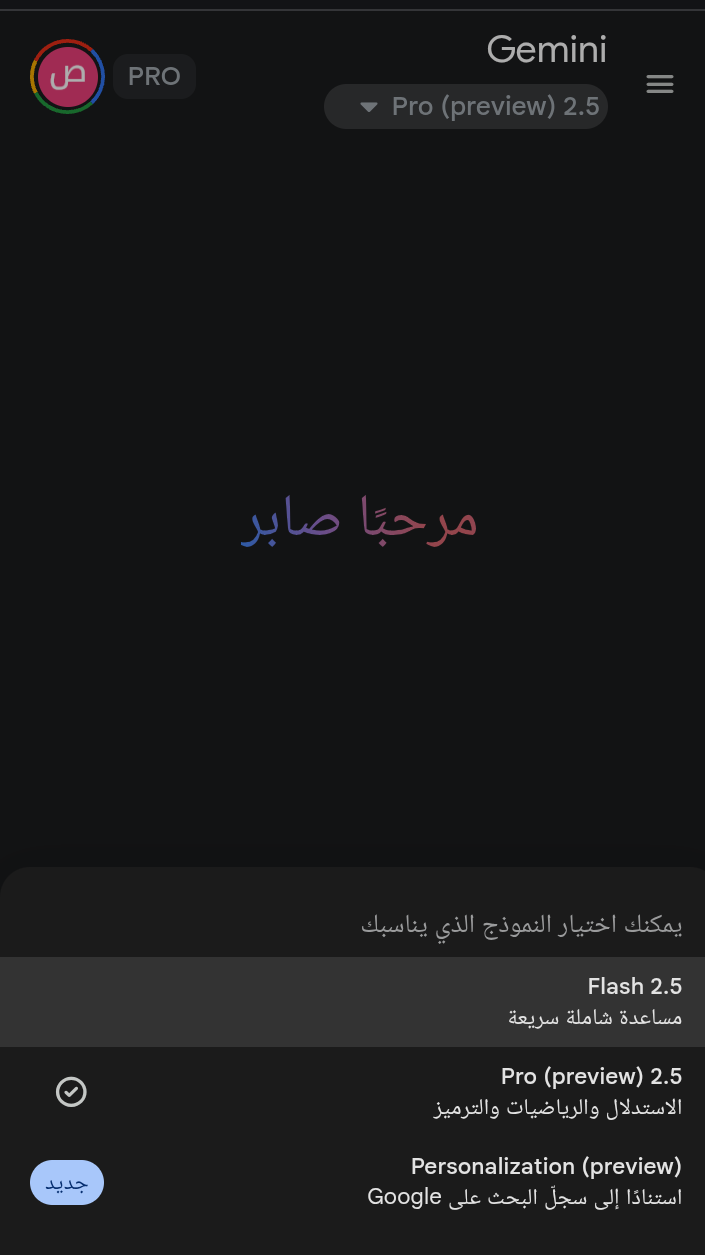 Gemini
2.5 Pro (preview)
PRO
ص
مرحبًا صابر
يمكنك اختيار النموذج الذي يناسبك
2.5 Flash
مساعدة شاملة سريعة
2.5 Pro (preview)
الاستدلال والرياضيات والترميز
Personalization (preview)
استنادًا إلى سجلّ البحث على Google
جديد